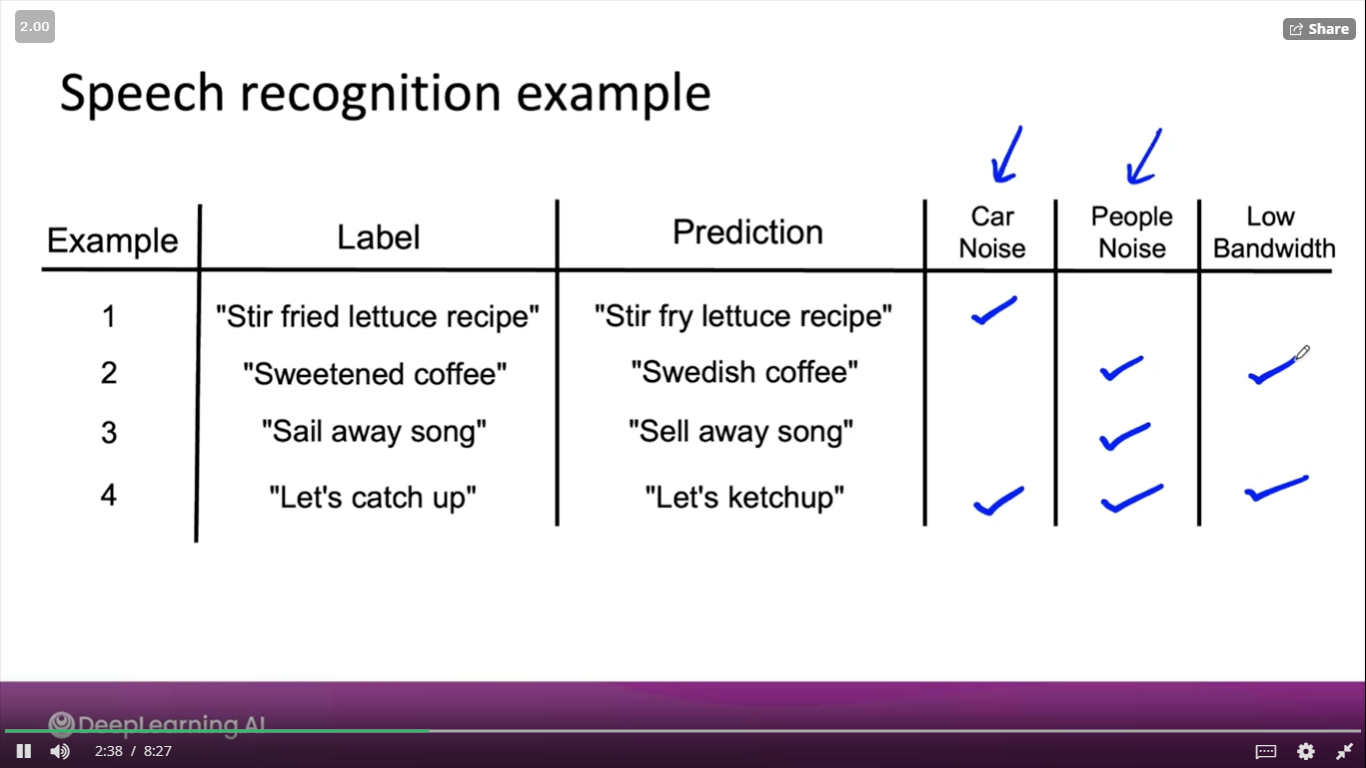 2.00
Share
Speech recognition example
Example Label Prediction Car Noise People Noise Low Bandwidth
1 "Stir fried lettuce recipe" "Stir fry lettuce recipe" ✓
2 "Sweetened coffee" "Swedish coffee" ✓ ✓
3 "Sail away song" "Sell away song" ✓
4 "Let's catch up" "Let's ketchup" ✓ ✓ ✓
DeepLearning.AI
2:38 / 8:27